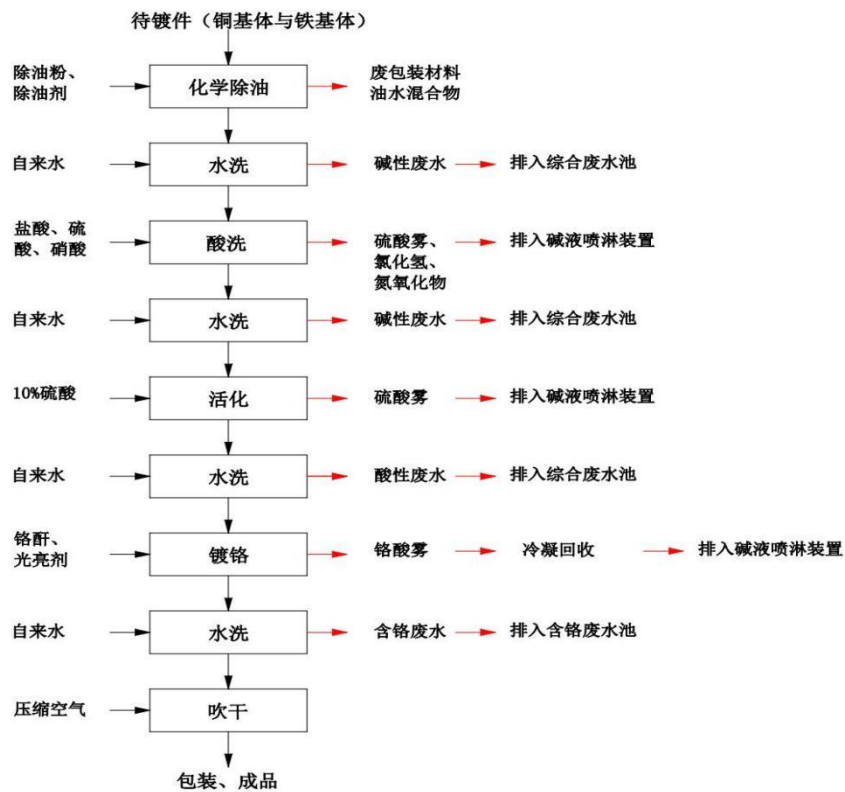 待镀件（铜基体与铁基体）
除油粉、
除油剂
化学除油
废包装材料
油水混合物
自来水
水洗
碱性废水
排入综合废水池
盐酸、硫
酸、硝酸
酸洗
硫酸雾、
氯化氢、
氮氧化物
排入碱液喷淋装置
自来水
水洗
碱性废水
排入综合废水池
10%硫酸
活化
硫酸雾
排入碱液喷淋装置
自来水
水洗
酸性废水
排入综合废水池
铬酐、
光亮剂
镀铬
铬酸雾
冷凝回收
排入碱液喷淋装置
自来水
水洗
含铬废水
排入含铬废水池
压缩空气
吹干
包装、成品